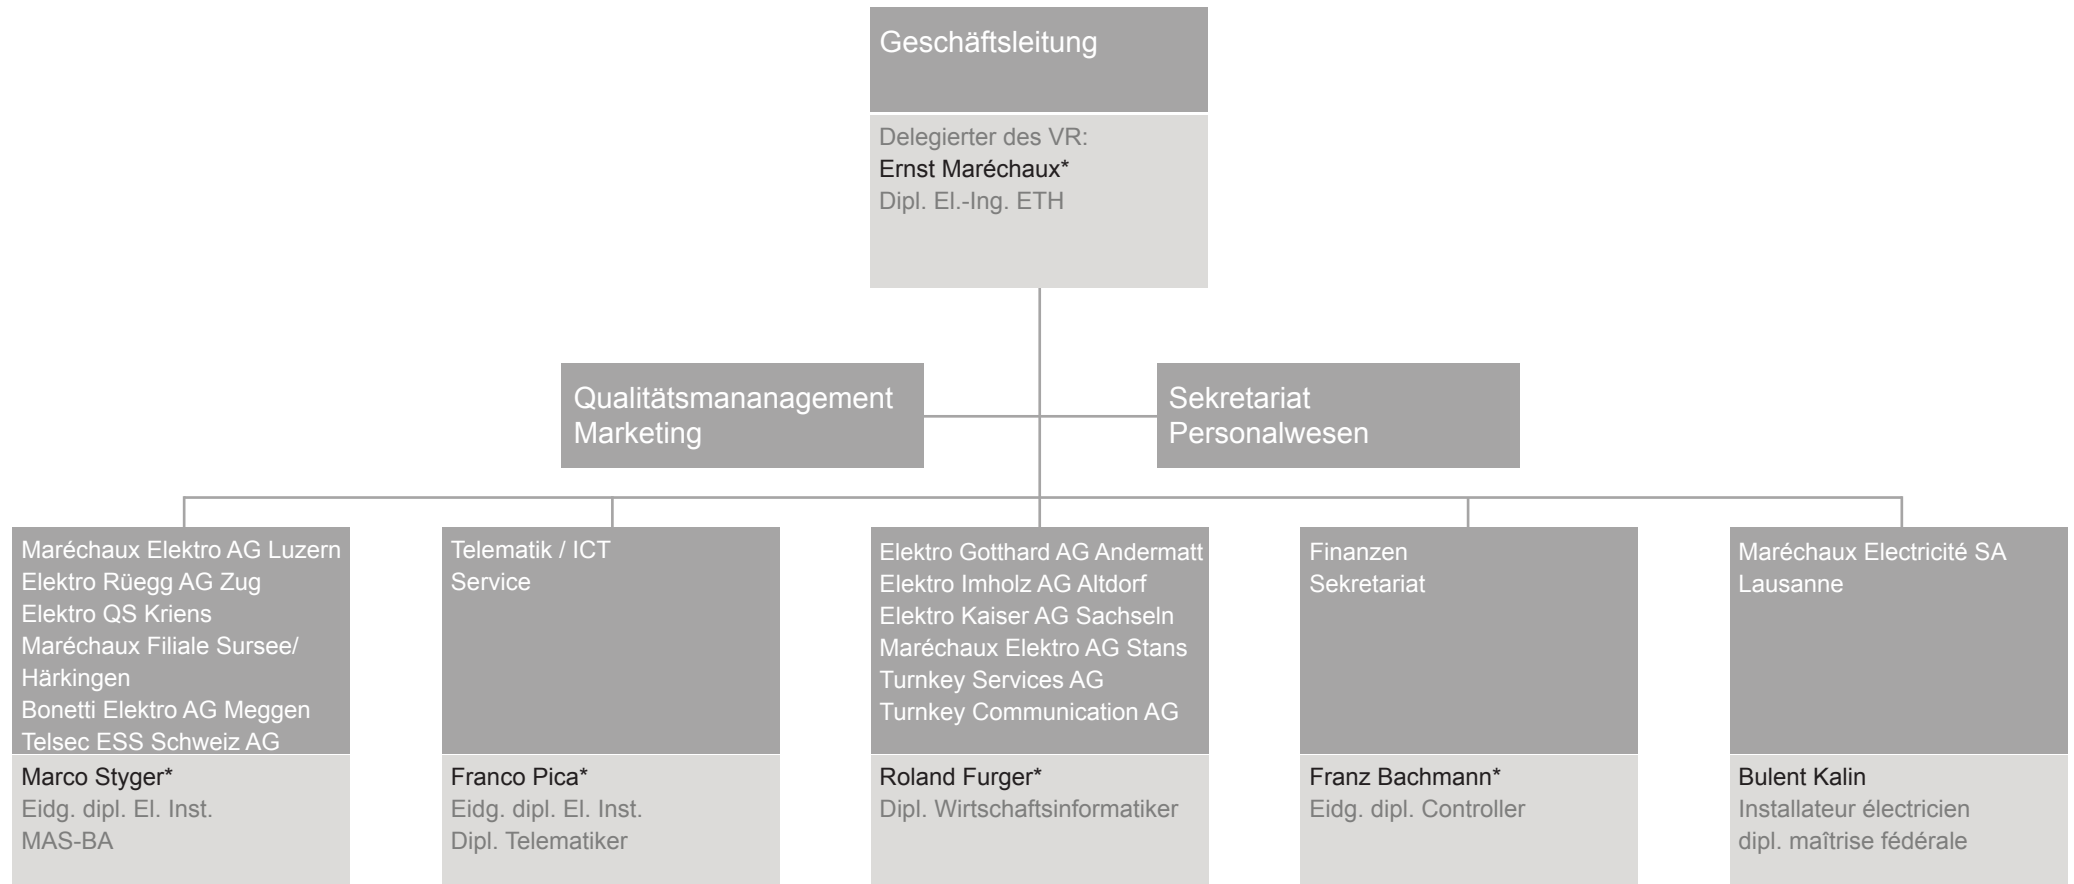 Geschäftsleitung
Delegierter des VR:
Ernst Maréchaux*
Dipl. El.-Ing. ETH
Qualitätsmananagement
Marketing
Sekretariat
Personalwesen
Maréchaux Elektro AG Luzern
Elektro Rüegg AG Zug
Elektro QS Kriens
Maréchaux Filiale Sursee/
Härkingen
Bonetti Elektro AG Meggen
Telsec ESS Schweiz AG
Marco Styger*
Eidg. dipl. El. Inst.
MAS-BA
Telematik / ICT
Service
Franco Pica*
Eidg. dipl. El. Inst.
Dipl. Telematiker
Elektro Gotthard AG Andermatt
Elektro Imholz AG Altdorf
Elektro Kaiser AG Sachseln
Maréchaux Elektro AG Stans
Turnkey Services AG
Turnkey Communication AG
Roland Furger*
Dipl. Wirtschaftsinformatiker
Finanzen
Sekretariat
Franz Bachmann*
Eidg. dipl. Controller
Maréchaux Electricité SA
Lausanne
Bulent Kalin
Installateur électricien
dipl. maîtrise fédérale